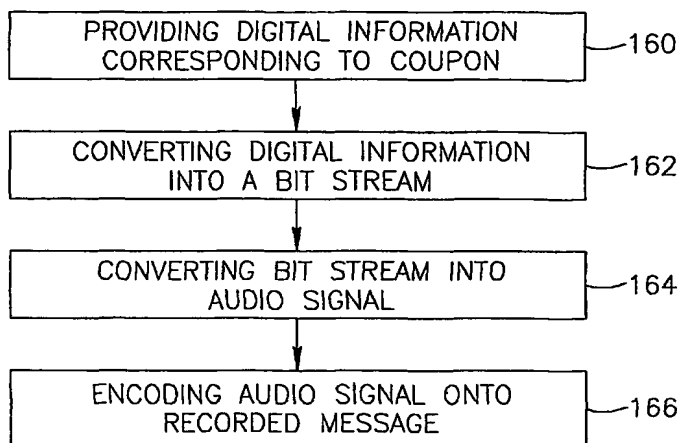 PROVIDING DIGITAL INFORMATION
CORRESPONDING TO COUPON
160
CONVERTING DIGITAL INFORMATION
INTO A BIT STREAM
162
CONVERTING BIT STREAM INTO
AUDIO SIGNAL
164
ENCODING AUDIO SIGNAL ONTO
RECORDED MESSAGE
166